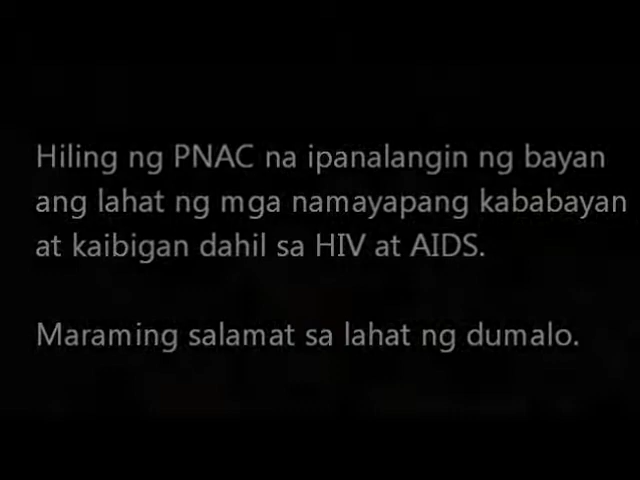 Hiling ng PNAC na ipanalangin ng bayan
ang lahat ng mga namayapang kababayan
at kaibigan dahil sa HIV at AIDS.
Maraming salamat sa lahat ng dumalo.